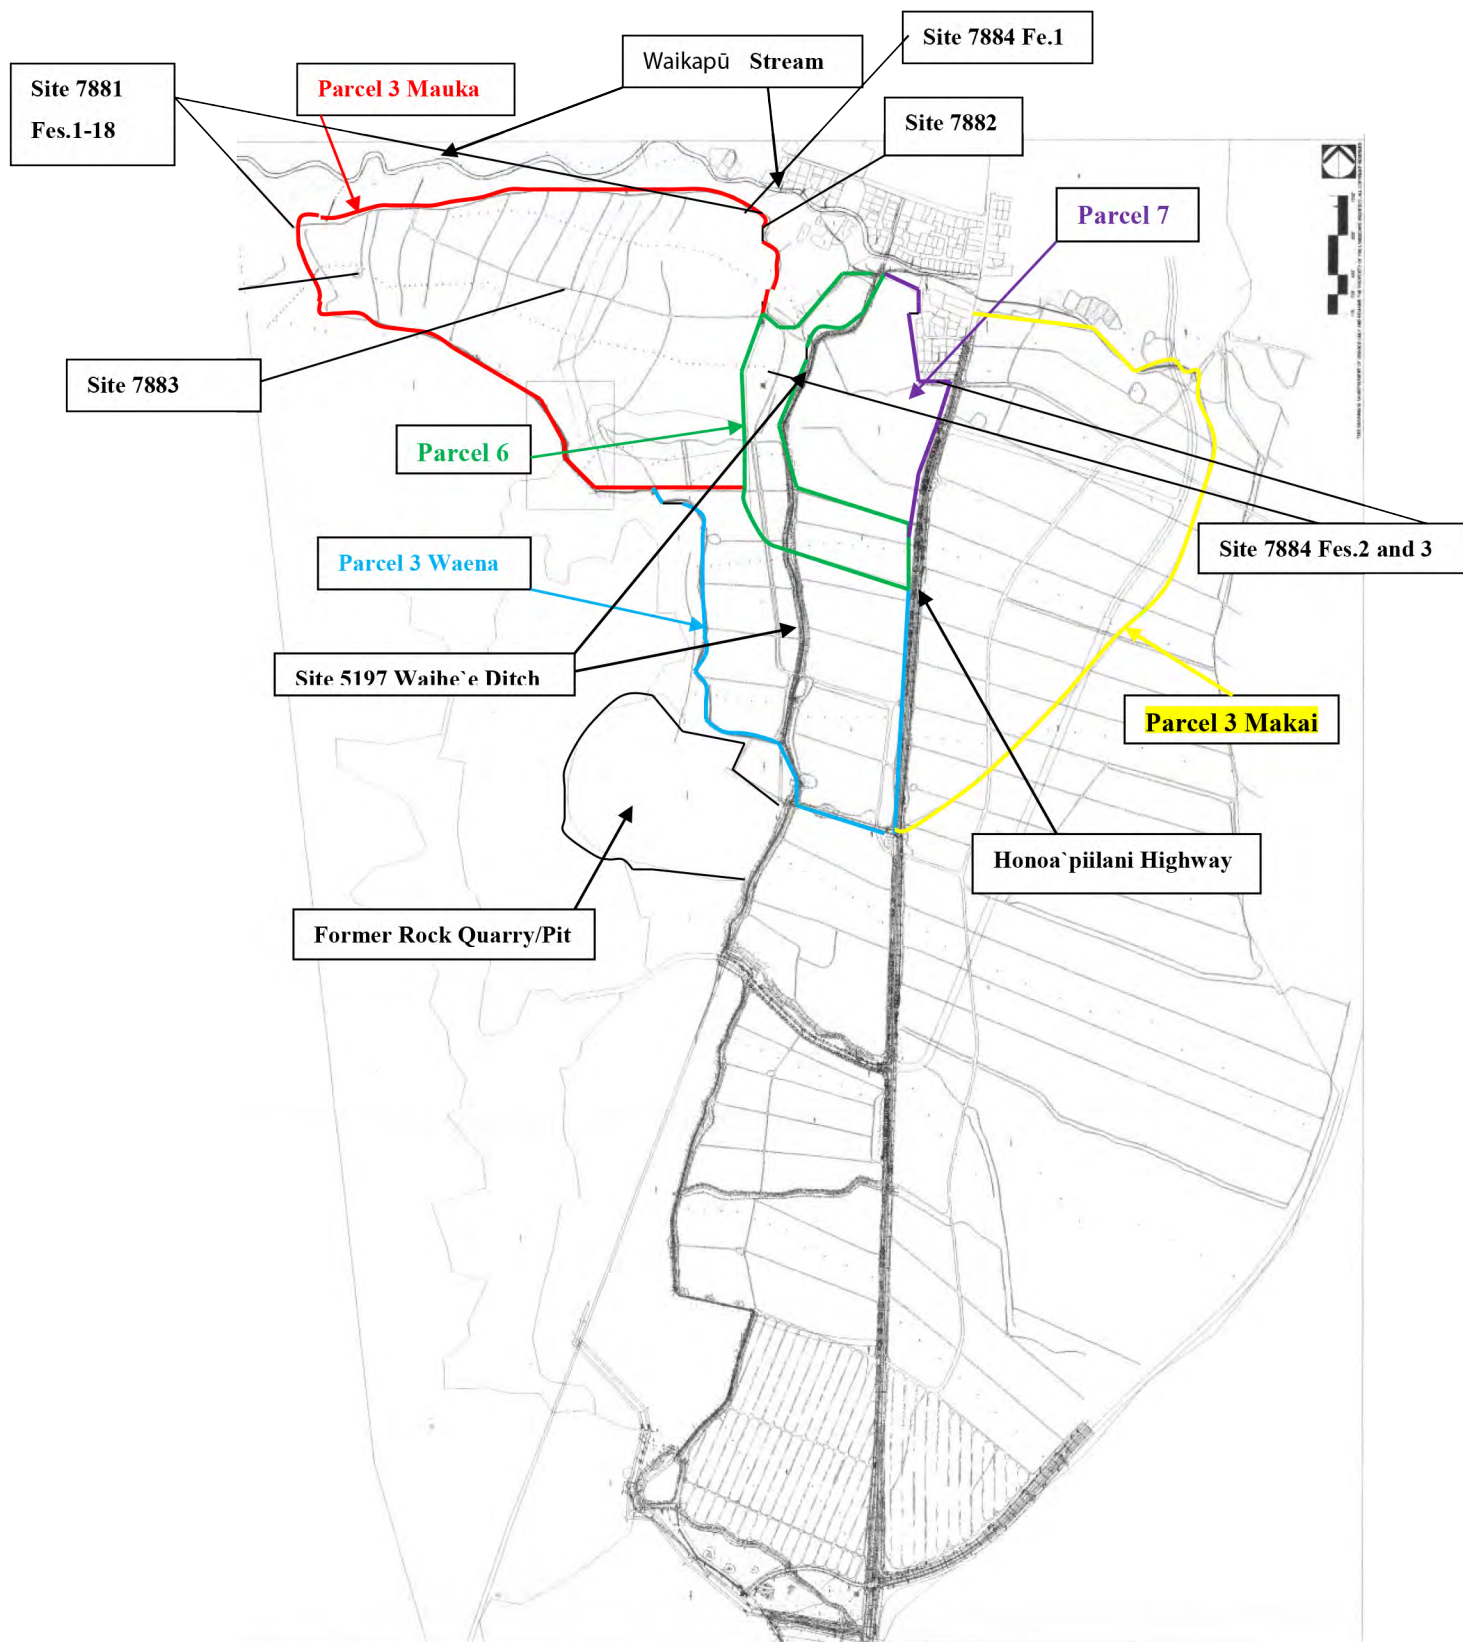 Site 7884 Fe.1
Waikapū Stream
Site 7881
Fes.1-18
Parcel 3 Mauka
Site 7882
Parcel 7
Site 7883
Parcel 6
Site 7884 Fes.2 and 3
Parcel 3 Waena
Site 5197 Waihe`e Ditch
Parcel 3 Makai
Honoa`piilani Highway
Former Rock Quarry/Pit